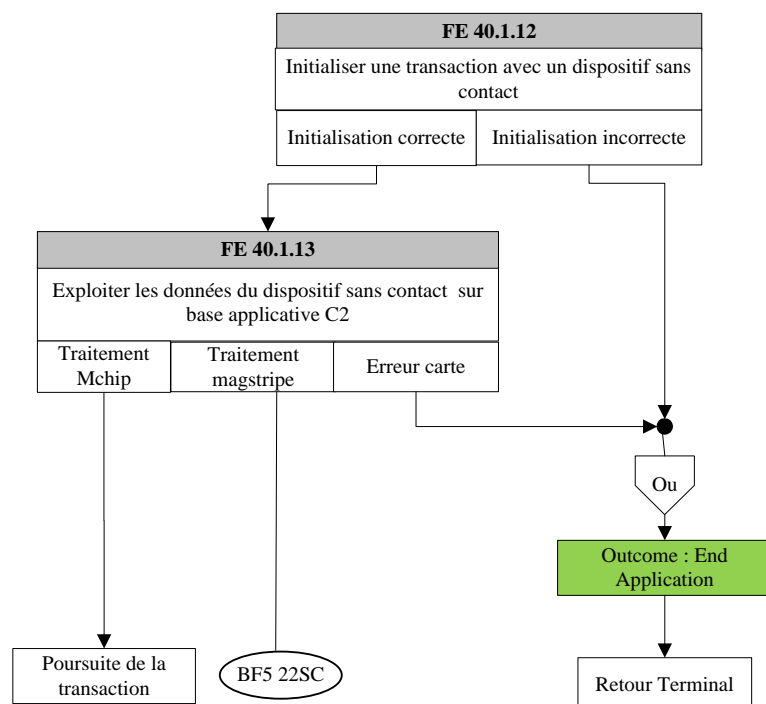 FE 40.1.12
Initialiser une transaction avec un dispositif sans
contact
Initialisation correcte
Initialisation incorrecte
FE 40.1.13
Exploiter les données du dispositif sans contact sur
base applicative C2
Traitement
Mchip
Traitement
magstripe
Erreur carte
Ou
Outcome : End
Application
Poursuite de la
transaction
BF5 22SC
Retour Terminal